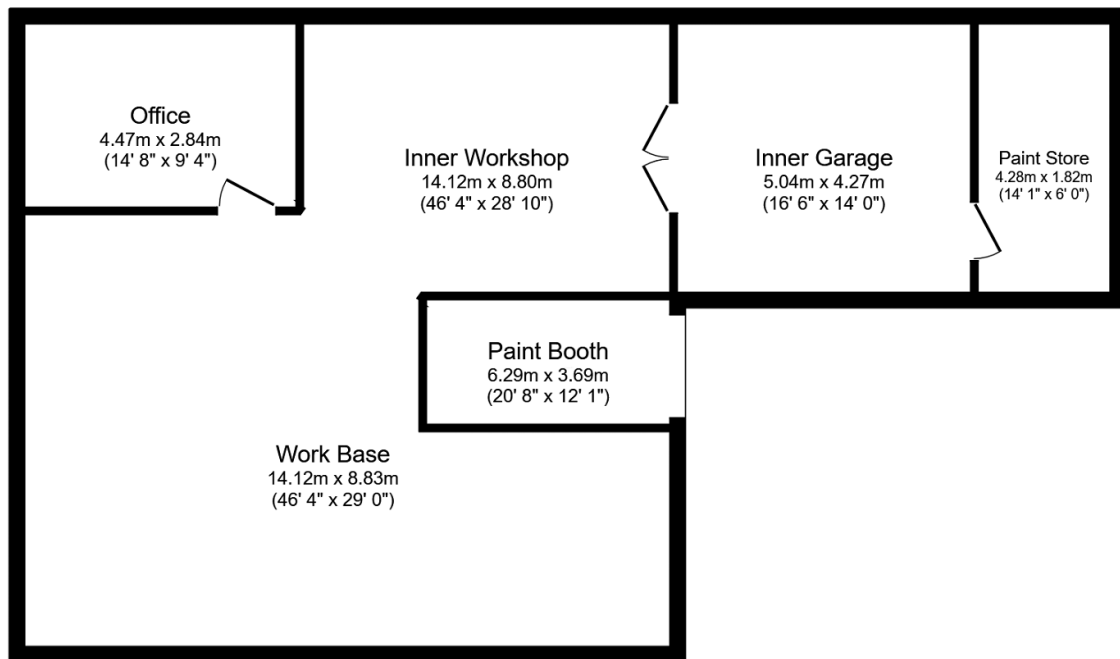 Office
4.47m x 2.84m
(14' 8" x 9' 4")
Inner Workshop
14.12m x 8.80m
(46' 4" x 28' 10")
Inner Garage
5.04m x 4.27m
(16' 6" x 14' 0")
Paint Store
4.28m x 1.82m
(14' 1" x 6' 0")
Paint Booth
6.29m x 3.69m
(20' 8" x 12' 1")
Work Base
14.12m x 8.83m
(46' 4" x 29' 0")